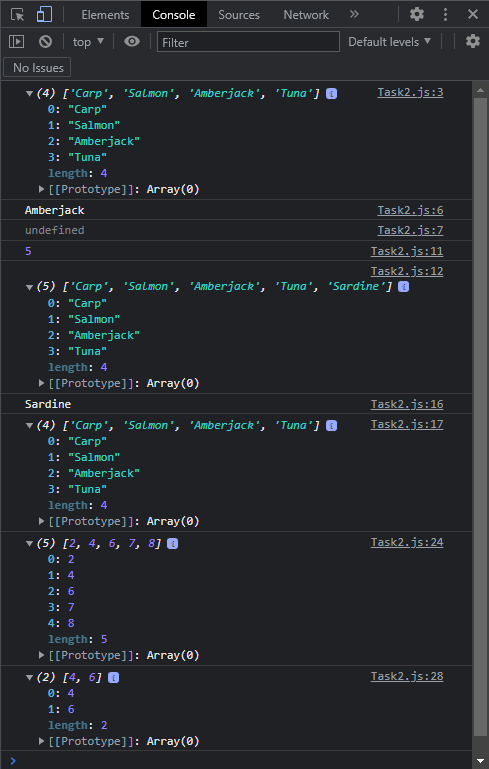 Elements Console Sources Network
top Filter Default levels
No Issues
(4) ['Carp', 'Salmon', 'Amberjack', 'Tuna'] i Task2.js:3
0: "Carp"
1: "Salmon"
2: "Amberjack"
3: "Tuna"
length: 4
[[Prototype]]: Array(0)
Amberjack Task2.js:6
undefined Task2.js:7
5 Task2.js:11
Task2.js:12
(5) ['Carp', 'Salmon', 'Amberjack', 'Tuna', 'Sardine'] i
0: "Carp"
1: "Salmon"
2: "Amberjack"
3: "Tuna"
length: 4
[[Prototype]]: Array(0)
Sardine Task2.js:16
(4) ['Carp', 'Salmon', 'Amberjack', 'Tuna'] i Task2.js:17
0: "Carp"
1: "Salmon"
2: "Amberjack"
3: "Tuna"
length: 4
[[Prototype]]: Array(0)
(5) [2, 4, 6, 7, 8] i Task2.js:24
0: 2
1: 4
2: 6
3: 7
4: 8
length: 5
[[Prototype]]: Array(0)
(2) [4, 6] i Task2.js:28
0: 4
1: 6
length: 2
[[Prototype]]: Array(0)